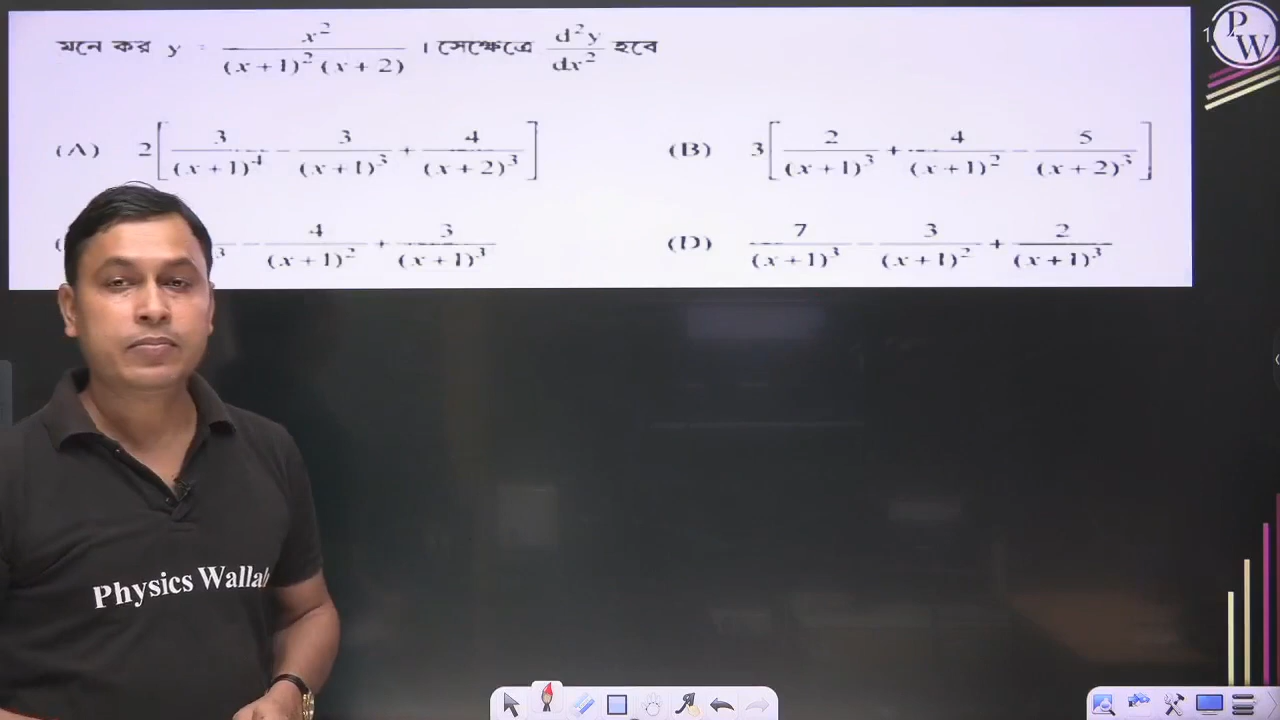 মনে কর y = x²/((x+1)²(x+2)) । সেক্ষেত্রে d²y/dx² হবে
(A) 2[3/(x+1)⁴ − 3/(x+1)³ + 4/(x+2)³]
(B) 3[2/(x+1)³ + 4/(x+1)² − 5/(x+2)³]
( ³ − 4/(x+1)² + 3/(x+1)³
(D) 7/(x+1)³ − 3/(x+1)² + 2/(x+1)³
PW
1
Physics Wallah